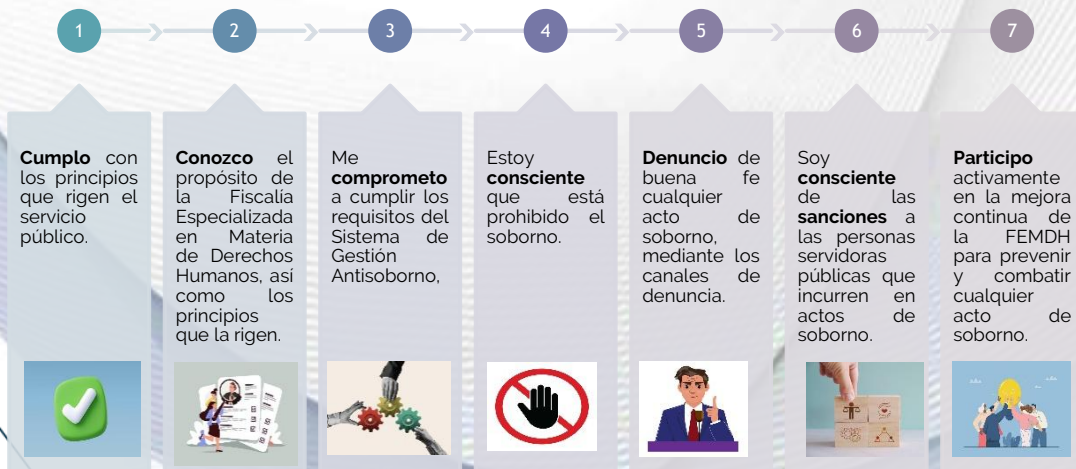 1
2
3
4
5
6
7
Cumplo con
los principios
que rigen el
servicio
público.
Conozco el
propósito de
la Fiscalía
Especializada
en Materia
de Derechos
Humanos, así
como los
principios
que la rigen.
Me
comprometo
a cumplir los
requisitos del
Sistema de
Gestión
Antisoborno,
Estoy
consciente
que está
prohibido el
soborno.
Denuncio de
buena fe
cualquier
acto de
soborno,
mediante los
canales de
denuncia.
Soy
consciente
de las
sanciones a
las personas
servidoras
públicas que
incurren en
actos de
soborno.
Participo
activamente
en la mejora
continua de
la FEMDH
para prevenir
y combatir
cualquier
acto de
soborno.